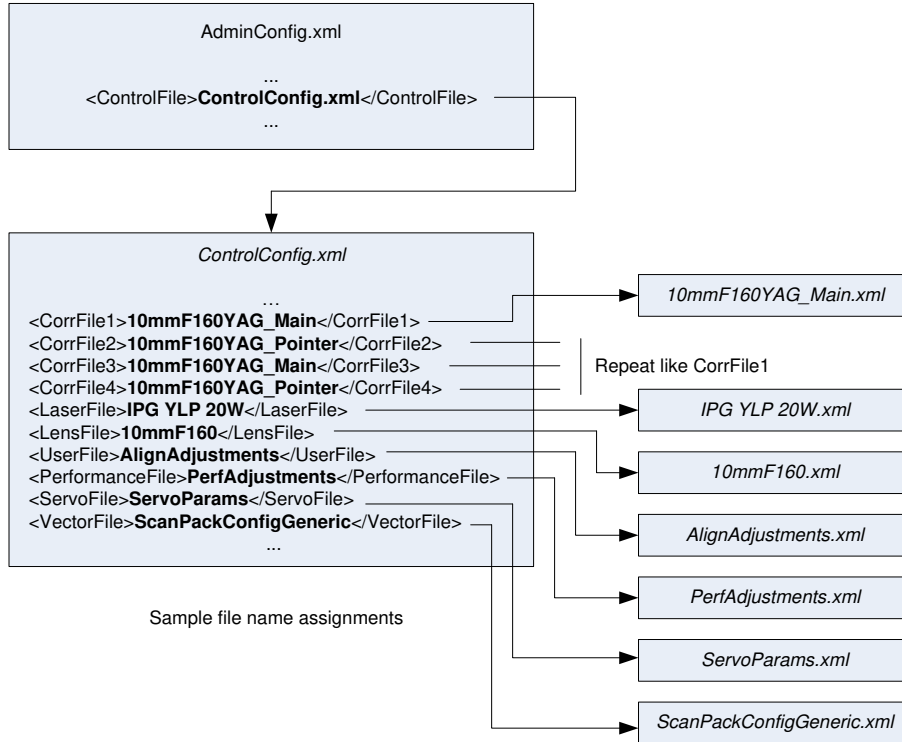 AdminConfig.xml
...
<ControlFile>ControlConfig.xml</ControlFile>
...
ControlConfig.xml
...
<CorrFile1>10mmF160YAG_Main</CorrFile1>
<CorrFile2>10mmF160YAG_Pointer</CorrFile2>
<CorrFile3>10mmF160YAG_Main</CorrFile3>
<CorrFile4>10mmF160YAG_Pointer</CorrFile4>
<LaserFile>IPG YLP 20W</LaserFile>
<LensFile>10mmF160</LensFile>
<UserFile>AlignAdjustments</UserFile>
<PerformanceFile>PerfAdjustments</PerformanceFile>
<ServoFile>ServoParams</ServoFile>
<VectorFile>ScanPackConfigGeneric</VectorFile>
...
Sample file name assignments
10mmF160YAG_Main.xml
Repeat like CorrFile1
IPG YLP 20W.xml
10mmF160.xml
AlignAdjustments.xml
PerfAdjustments.xml
ServoParams.xml
ScanPackConfigGeneric.xml